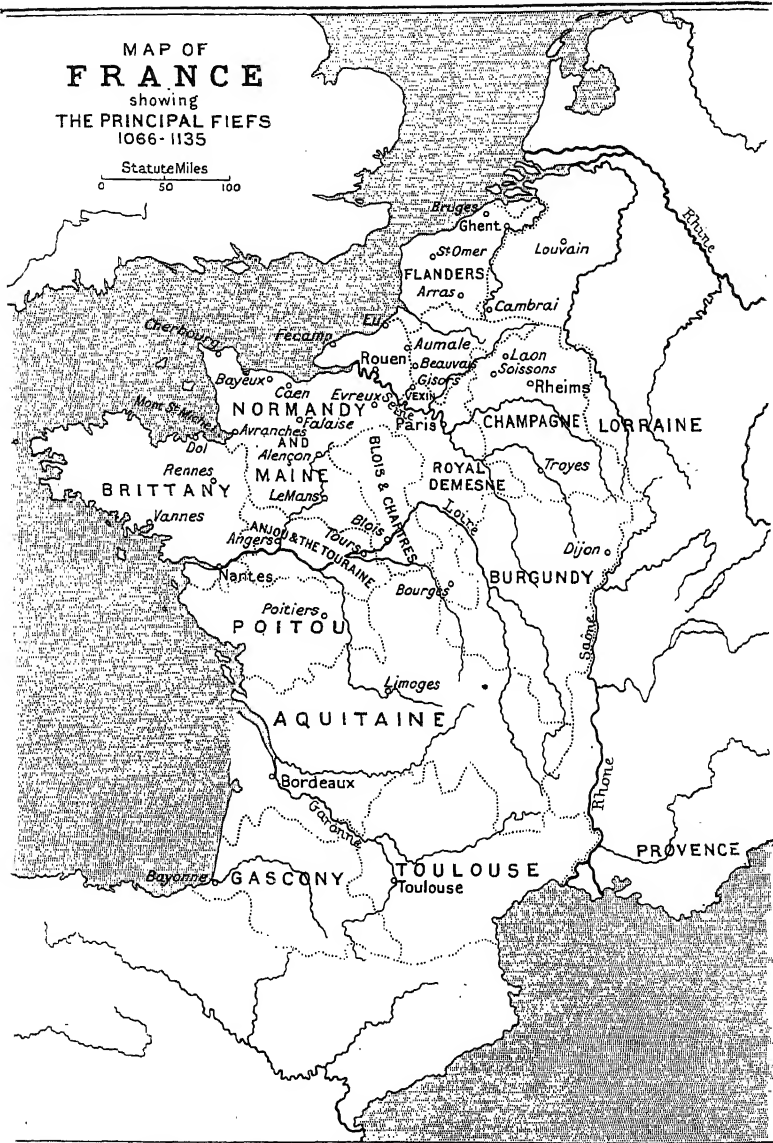 MAP OF
FRANCE
showing
THE PRINCIPAL FIEFS
1066-1135
Statute Miles
0 50 100
Rhine
Bruges
Ghent
St Omer
Louvain
FLANDERS
Arras
Cambrai
Eu
Cherbourg
Fécamp
Aumale
Rouen
Beauvais
Laon
Soissons
Gisors
Rheims
Bayeux
Caen
Evreux
Seine
VEXIN
NORMANDY
Mont St Michel
Falaise
Paris
CHAMPAGNE
LORRAINE
Avranches
AND
Dol
Alençon
BLOIS & CHARTRES
ROYAL
DEMESNE
Troyes
Rennes
MAINE
BRITTANY
Le Mans
Loire
Vannes
Blois
ANJOU & THE TOURAINE
Angers
Tours
Dijon
Nantes
BURGUNDY
Bourges
Poitiers
POITOU
Saône
Limoges
AQUITAINE
Bordeaux
Rhone
Garonne
PROVENCE
Bayonne
GASCONY
TOULOUSE
Toulouse